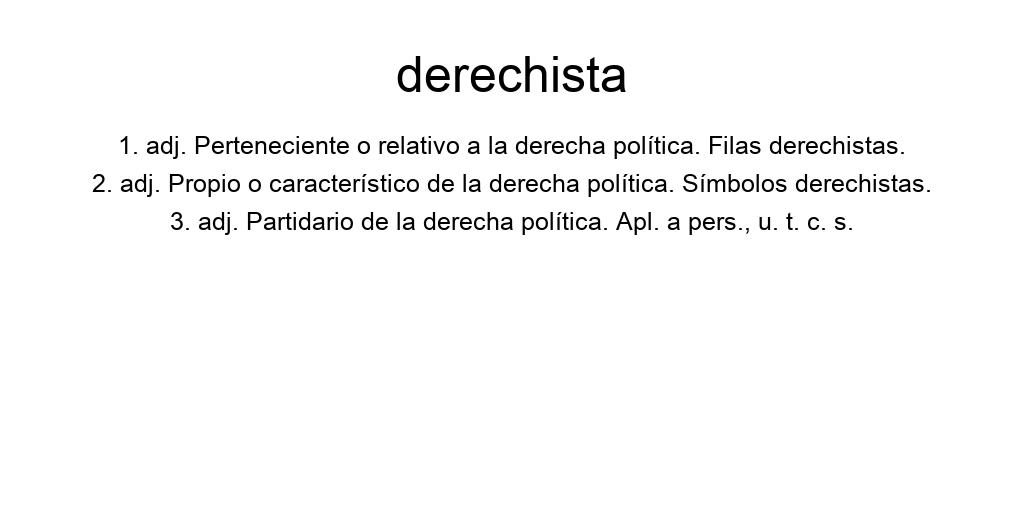 derechista
1. adj. Perteneciente o relativo a la derecha política. Filas derechistas.
2. adj. Propio o característico de la derecha política. Símbolos derechistas.
3. adj. Partidario de la derecha política. Apl. a pers., u. t. c. s.